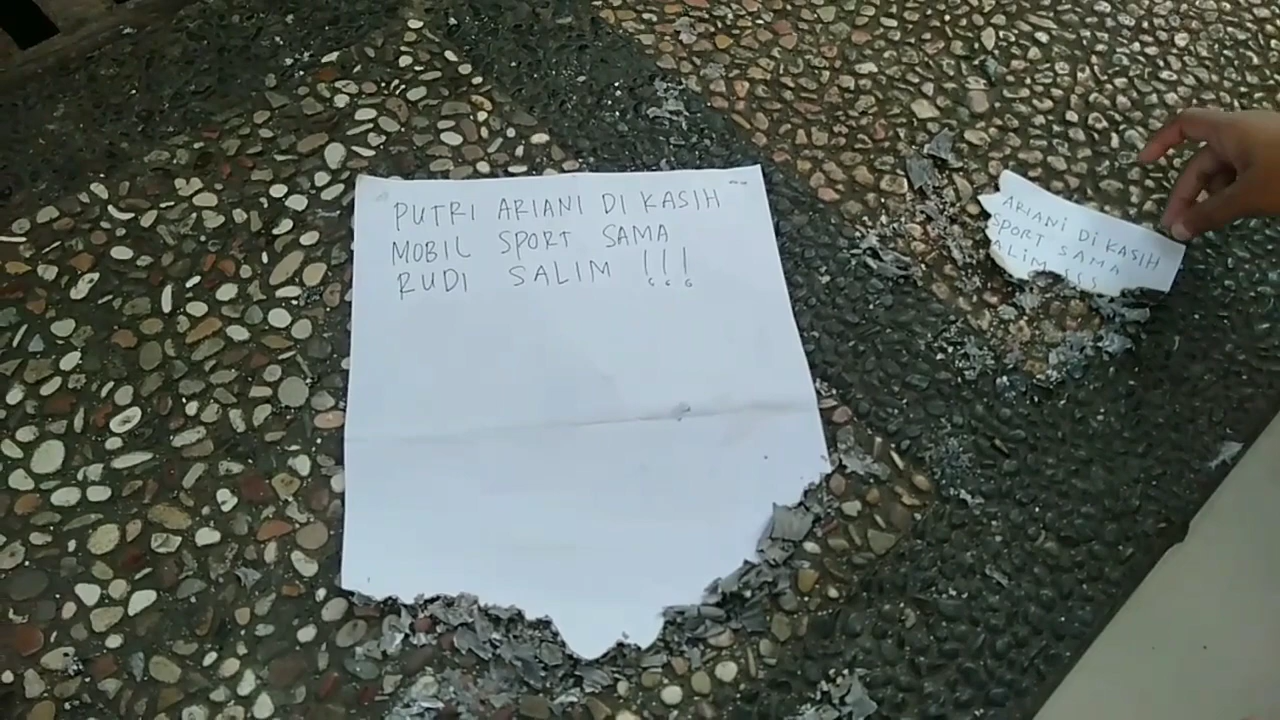 PUTRI ARIANI DI KASIH
MOBIL SPORT SAMA
RUDI SALIM !!!
ARIANI DI KASIH
SPORT SAMA
ALIM !!!